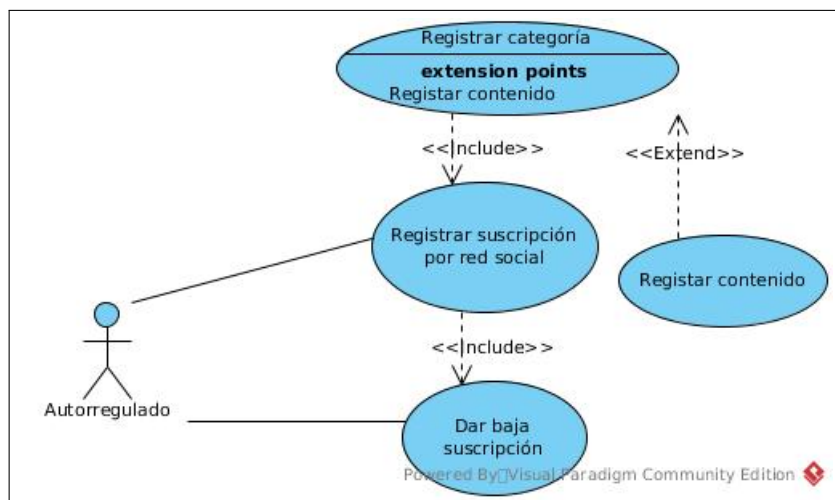 Registrar categoría
extension points
Registar contenido
<<Include>>
<<Extend>>
Registrar suscripción
por red social
Registar contenido
<<Include>>
Autorregulado
Dar baja
suscripción
Powered By Visual Paradigm Community Edition